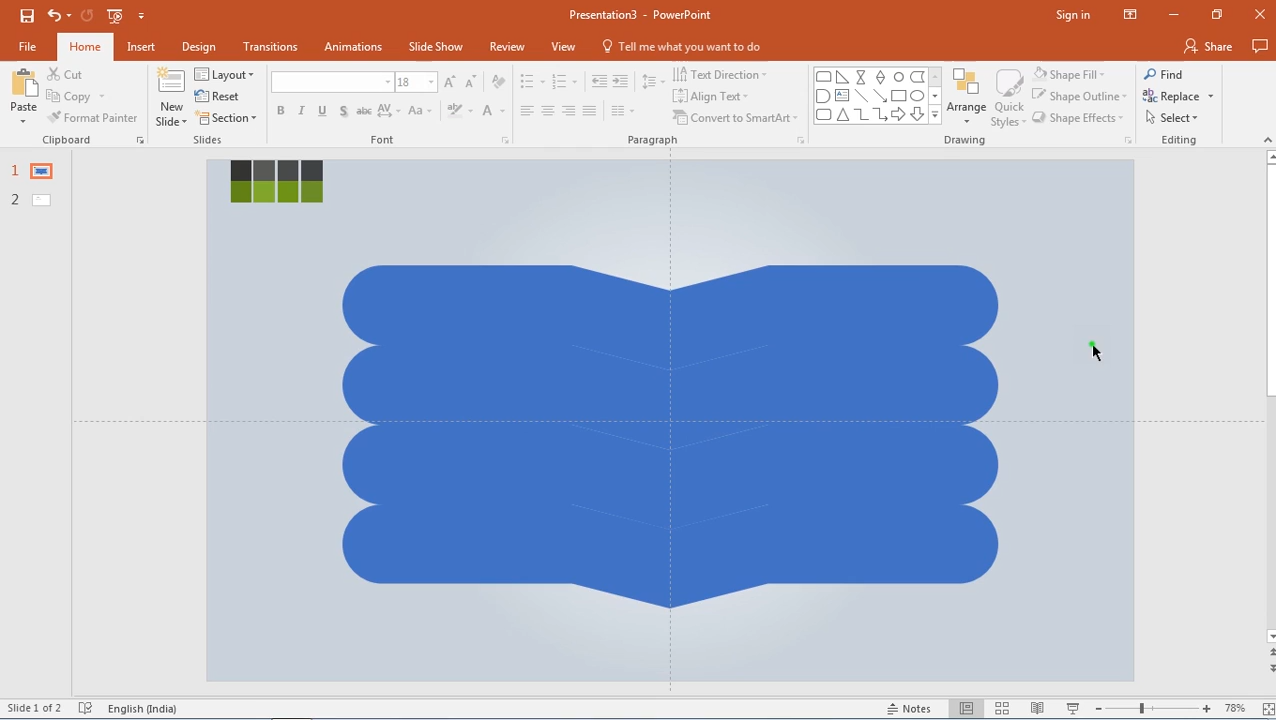 Presentation3 - PowerPoint
Sign in
File
Home
Insert
Design
Transitions
Animations
Slide Show
Review
View
Tell me what you want to do
Share
Paste
Cut
Copy
Format Painter
Clipboard
New
Slide
Layout
Reset
Section
Slides
18
B I U S abc AV Aa A
Font
Text Direction
Align Text
Convert to SmartArt
Paragraph
Arrange
Quick
Styles
Shape Fill
Shape Outline
Shape Effects
Drawing
Find
Replace
Select
Editing
1
2
Slide 1 of 2
English (India)
Notes
78%